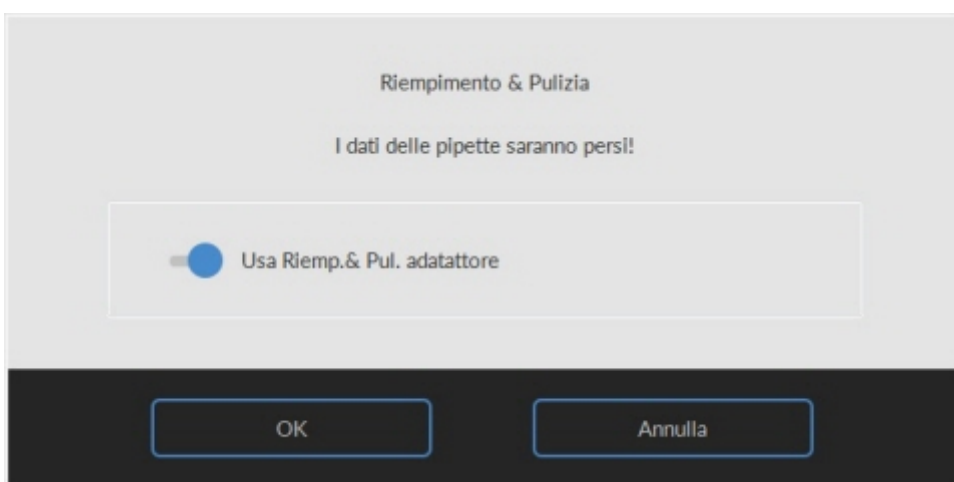 Riempimento & Pulizia
I dati delle pipette saranno persi!
Usa Riemp.& Pul. adatattore
OK
Annulla